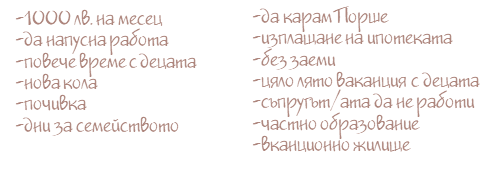 -1000 лв. на месец
-да напусна работа
-повече време с децата
-нова кола
-почивка
-дни за семейството
-да карам Порше
-изплащане на ипотеката
-без заеми
-цяло лято ваканция с децата
-съпругът/ата да не работи
-частно образование
-вканционно жилище